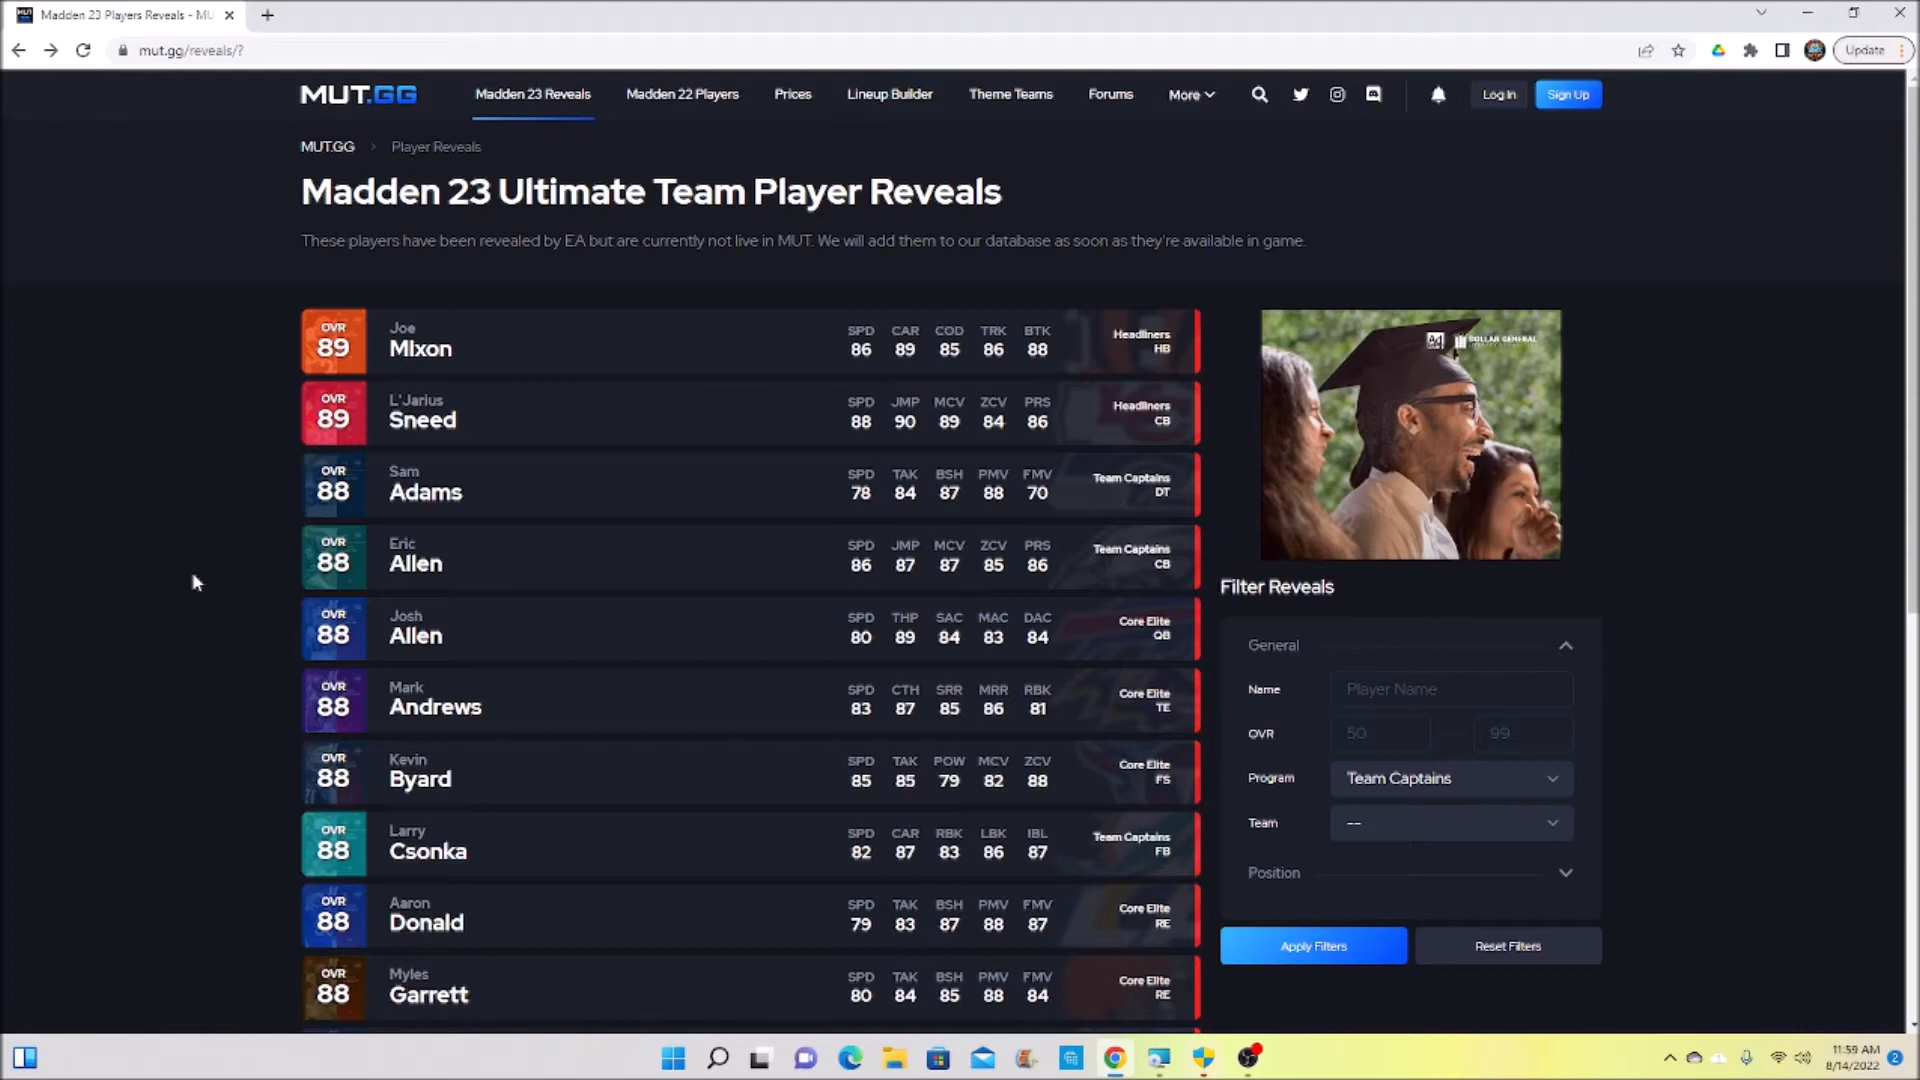 Madden 23 Players Reveals - MU
mut.gg/reveals/?
Update
MUT.GG
Madden 23 Reveals
Madden 22 Players
Prices
Lineup Builder
Theme Teams
Forums
More
Log In
Sign Up
MUT.GG > Player Reveals
Madden 23 Ultimate Team Player Reveals
These players have been revealed by EA but are currently not live in MUT. We will add them to our database as soon as they're available in game.
OVR 89 Joe Mixon SPD 86 CAR 89 COD 85 TRK 86 BTK 88 Headliners HB
OVR 89 L'Jarius Sneed SPD 88 JMP 90 MCV 89 ZCV 84 PRS 86 Headliners CB
OVR 88 Sam Adams SPD 78 TAK 84 BSH 87 PMV 88 FMV 70 Team Captains DT
OVR 88 Eric Allen SPD 86 JMP 87 MCV 87 ZCV 85 PRS 86 Team Captains CB
OVR 88 Josh Allen SPD 80 THP 89 SAC 84 MAC 83 DAC 84 Core Elite QB
OVR 88 Mark Andrews SPD 83 CTH 87 SRR 85 MRR 86 RBK 81 Core Elite TE
OVR 88 Kevin Byard SPD 85 TAK 85 POW 79 MCV 82 ZCV 88 Core Elite FS
OVR 88 Larry Csonka SPD 82 CAR 87 RBK 83 LBK 86 IBL 87 Team Captains FB
OVR 88 Aaron Donald SPD 79 TAK 83 BSH 87 PMV 88 FMV 87 Core Elite RE
OVR 88 Myles Garrett SPD 80 TAK 84 BSH 85 PMV 88 FMV 84 Core Elite RE
Ad
DOLLAR GENERAL
Filter Reveals
General
Name Player Name
OVR 50 99
Program Team Captains
Team --
Position
Apply Filters
Reset Filters
11:59 AM
8/14/2022
2